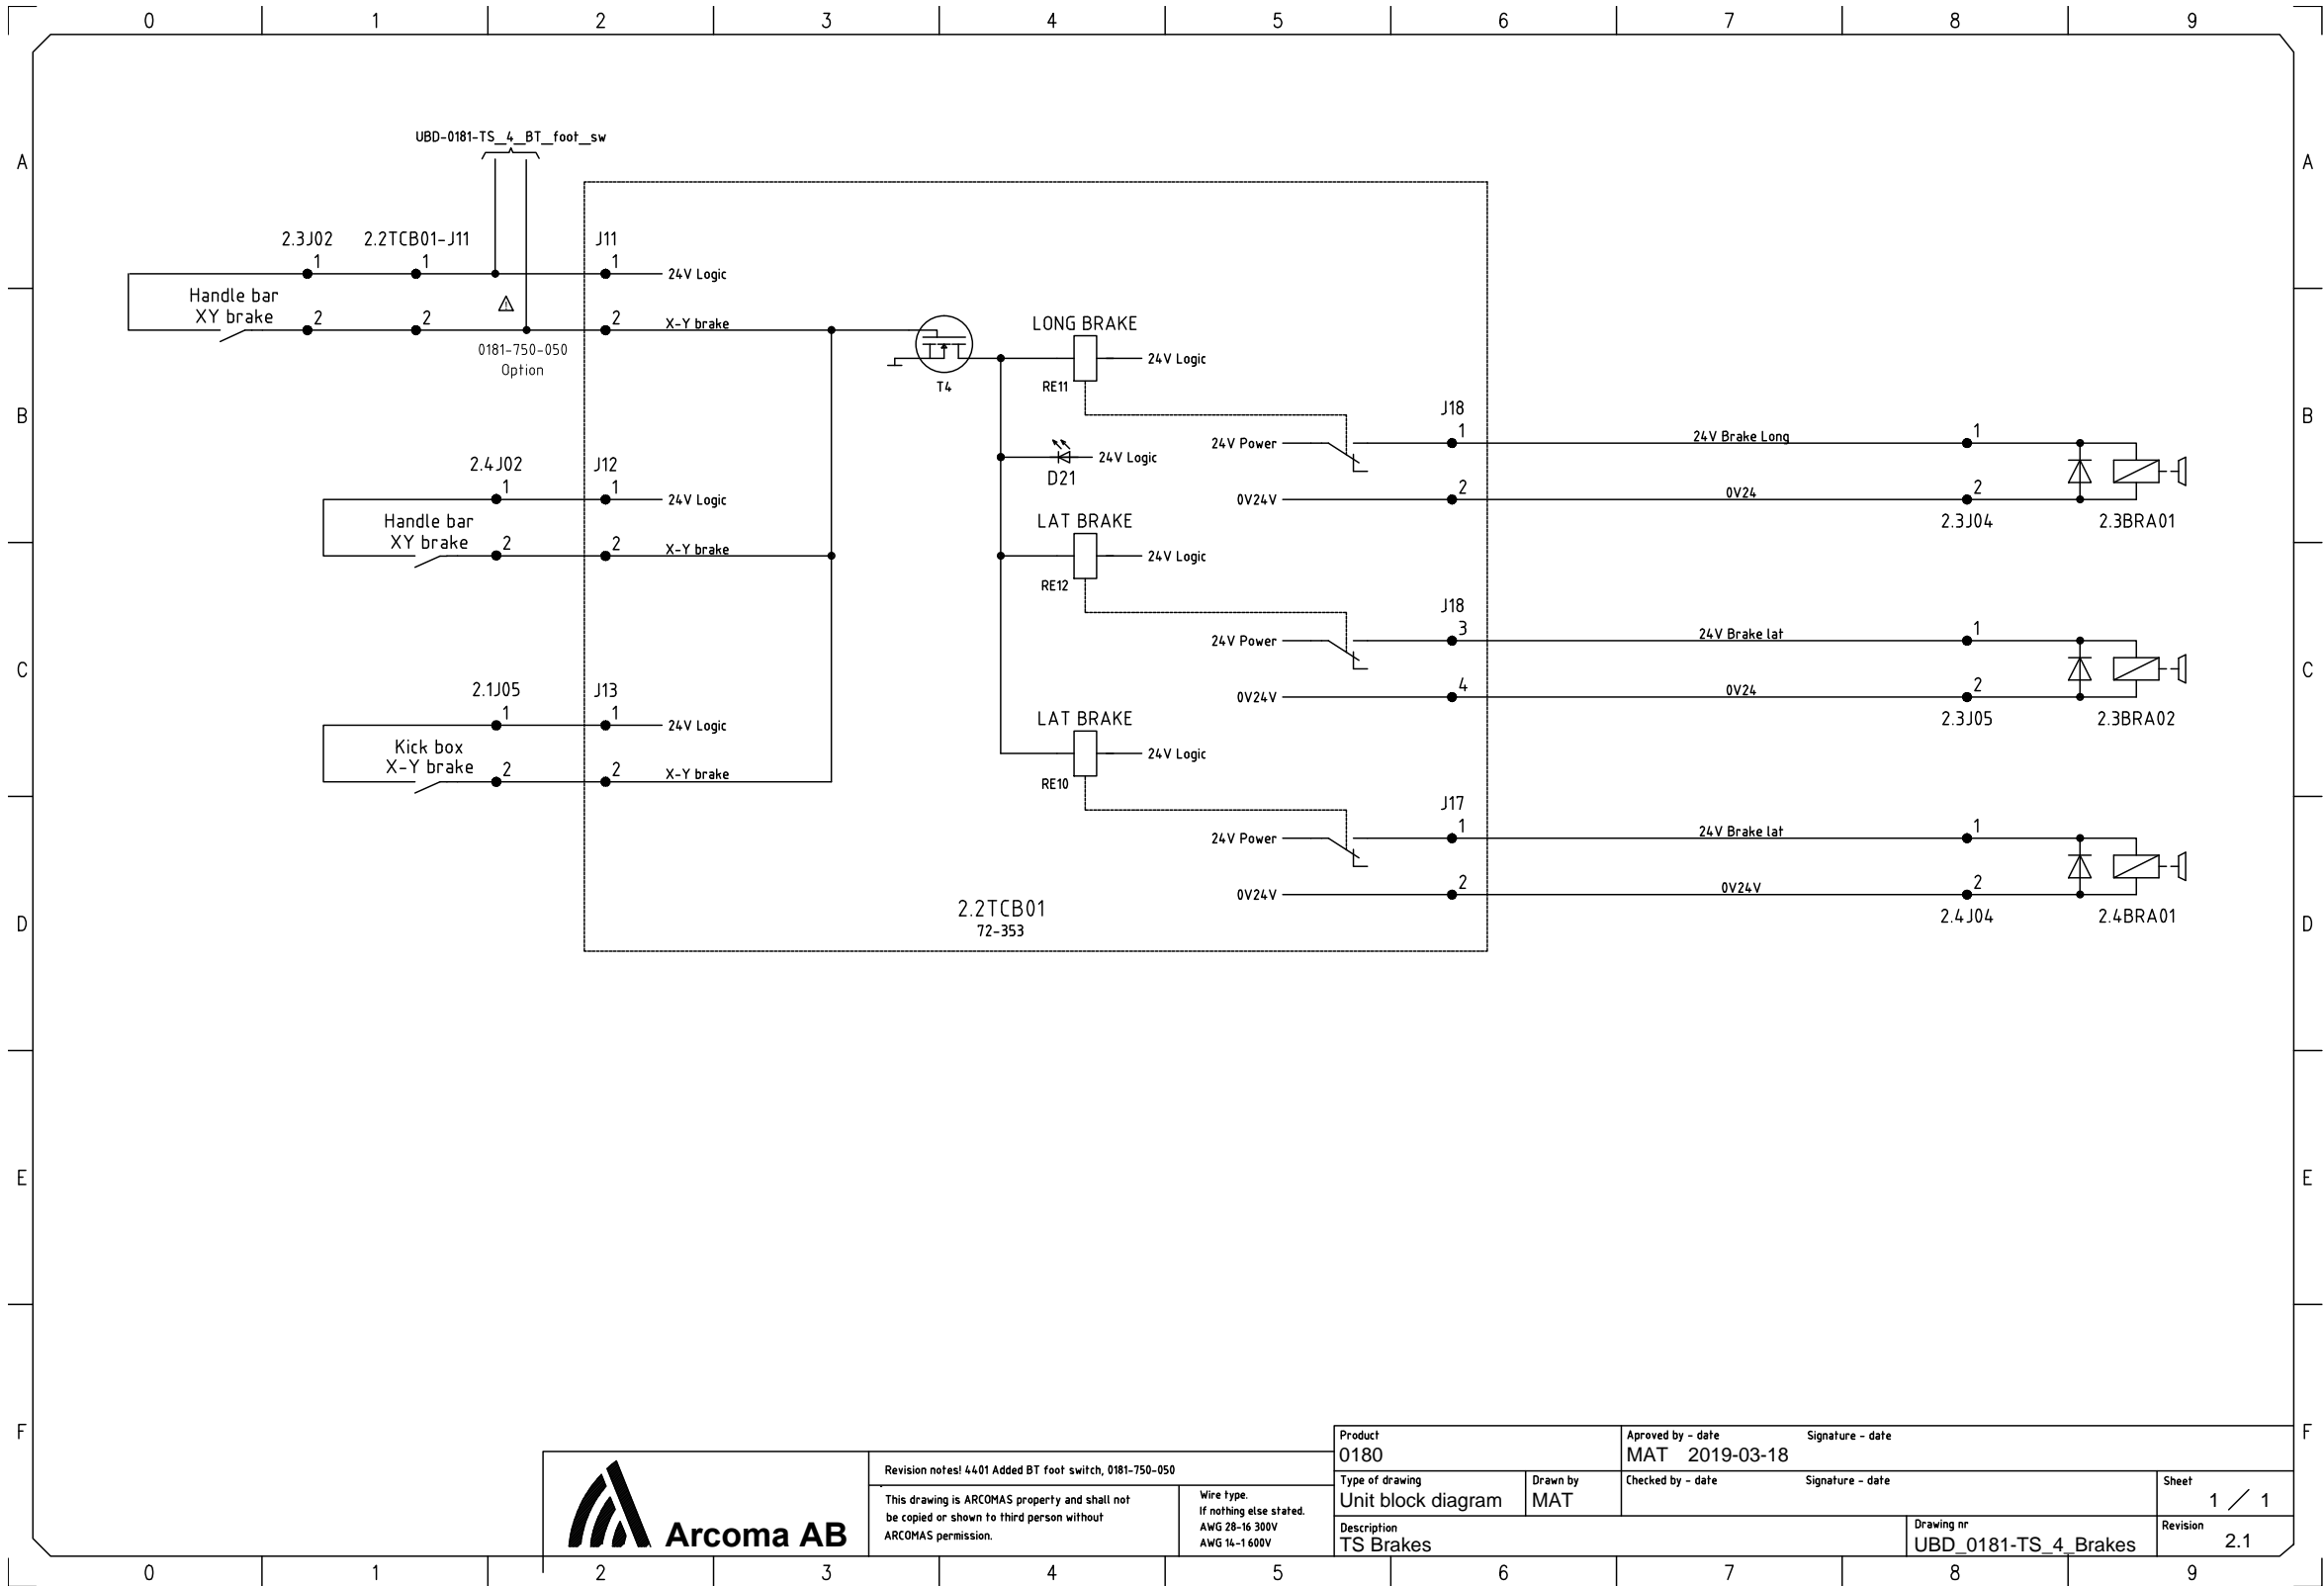 0 1 2 3 4 5 6 7 8 9
A A
UBD-0181-TS_4_BT_foot_sw
2.3J02 2.2TCB01-J11 J11
1 1 1 24V Logic
Handle bar
XY brake
2 2 2 X-Y brake
0181-750-050
Option
T4
LONG BRAKE
24V Logic
RE11
B B
J18
24V Power 1 24V Brake Long 1
D21 24V Logic
0V24V 2 0V24 2
2.3J04 2.3BRA01
2.4J02 J12
1 1 24V Logic
Handle bar
XY brake
2 2 X-Y brake
LAT BRAKE
24V Logic
RE12
J18
24V Power 3 24V Brake lat 1
C C
0V24V 4 0V24 2
2.3J05 2.3BRA02
2.1J05 J13
1 1 24V Logic
Kick box
X-Y brake
2 2 X-Y brake
LAT BRAKE
24V Logic
RE10
J17
24V Power 1 24V Brake lat 1
0V24V 2 0V24V 2
2.4J04 2.4BRA01
2.2TCB01
72-353
D D
E E
F F
Arcoma AB
Revision notes! 4401 Added BT foot switch, 0181-750-050
This drawing is ARCOMAS property and shall not
be copied or shown to third person without
ARCOMAS permission.
Wire type.
If nothing else stated.
AWG 28-16 300V
AWG 14-1 600V
Product
0180
Aproved by - date Signature - date
MAT 2019-03-18
Type of drawing
Unit block diagram
Drawn by
MAT
Checked by - date Signature - date
Sheet
1 / 1
Description
TS Brakes
Drawing nr
UBD_0181-TS_4_Brakes
Revision
2.1
0 1 2 3 4 5 6 7 8 9